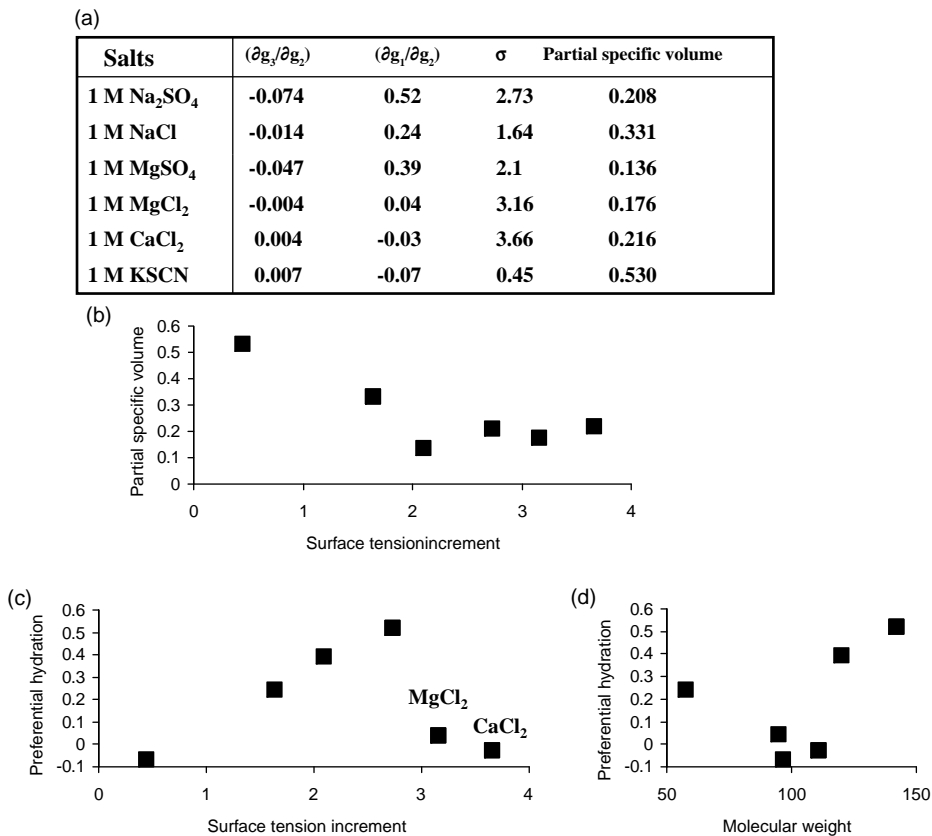 (a)
Salts (∂g₃/∂g₂) (∂g₁/∂g₂) σ Partial specific volume
1 M Na₂SO₄ -0.074 0.52 2.73 0.208
1 M NaCl -0.014 0.24 1.64 0.331
1 M MgSO₄ -0.047 0.39 2.1 0.136
1 M MgCl₂ -0.004 0.04 3.16 0.176
1 M CaCl₂ 0.004 -0.03 3.66 0.216
1 M KSCN 0.007 -0.07 0.45 0.530
(b)
Partial specific volume
0.6
0.5
0.4
0.3
0.2
0.1
0
0 1 2 3 4
Surface tensionincrement
(c)
Preferential hydration
0.6
0.5
0.4
0.3
0.2
0.1
0
-0.1
MgCl₂
CaCl₂
0 1 2 3 4
Surface tension increment
(d)
Preferential hydration
0.6
0.5
0.4
0.3
0.2
0.1
0
-0.1
50 100 150
Molecular weight